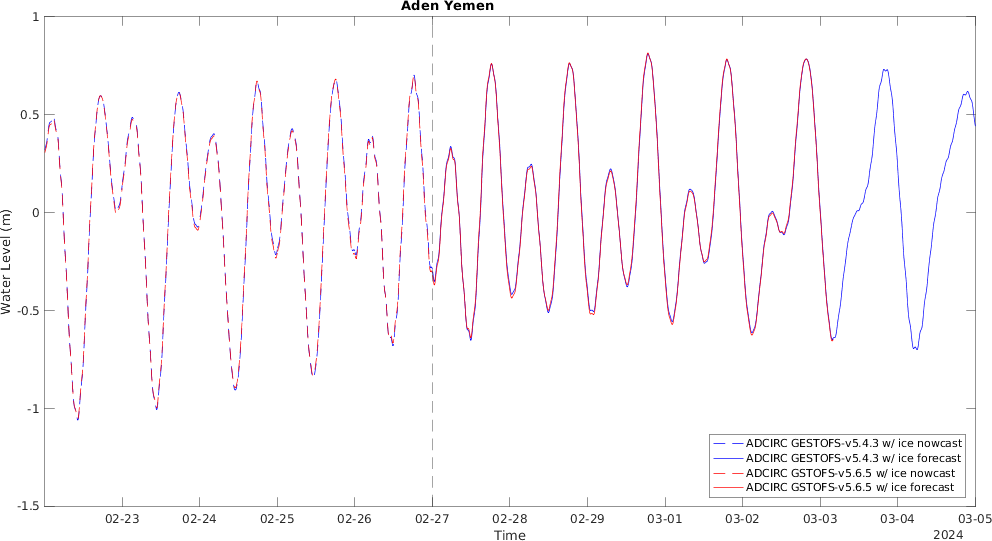 Aden Yemen
1
0.5
0
-0.5
-1
-1.5
Water Level (m)
02-23 02-24 02-25 02-26 02-27 02-28 02-29 03-01 03-02 03-03 03-04 03-05
Time
2024
ADCIRC GESTOFS-v5.4.3 w/ ice nowcast
ADCIRC GESTOFS-v5.4.3 w/ ice forecast
ADCIRC GSTOFS-v5.6.5 w/ ice nowcast
ADCIRC GSTOFS-v5.6.5 w/ ice forecast